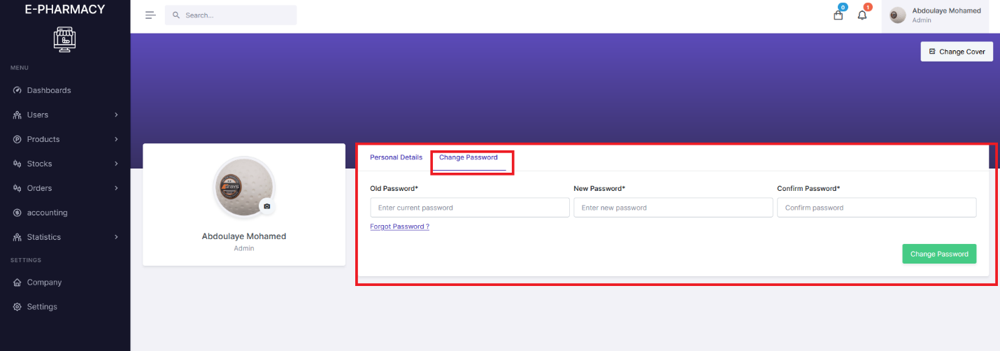 E-PHARMACY
MENU
Dashboards
Users
Products
Stocks
Orders
accounting
Statistics
SETTINGS
Company
Settings
Search...
0
1
Abdoulaye Mohamed
Admin
Change Cover
GRAYS
Abdoulaye Mohamed
Admin
Personal Details
Change Password
Old Password*
New Password*
Confirm Password*
Enter current password
Enter new password
Confirm password
Forgot Password ?
Change Password